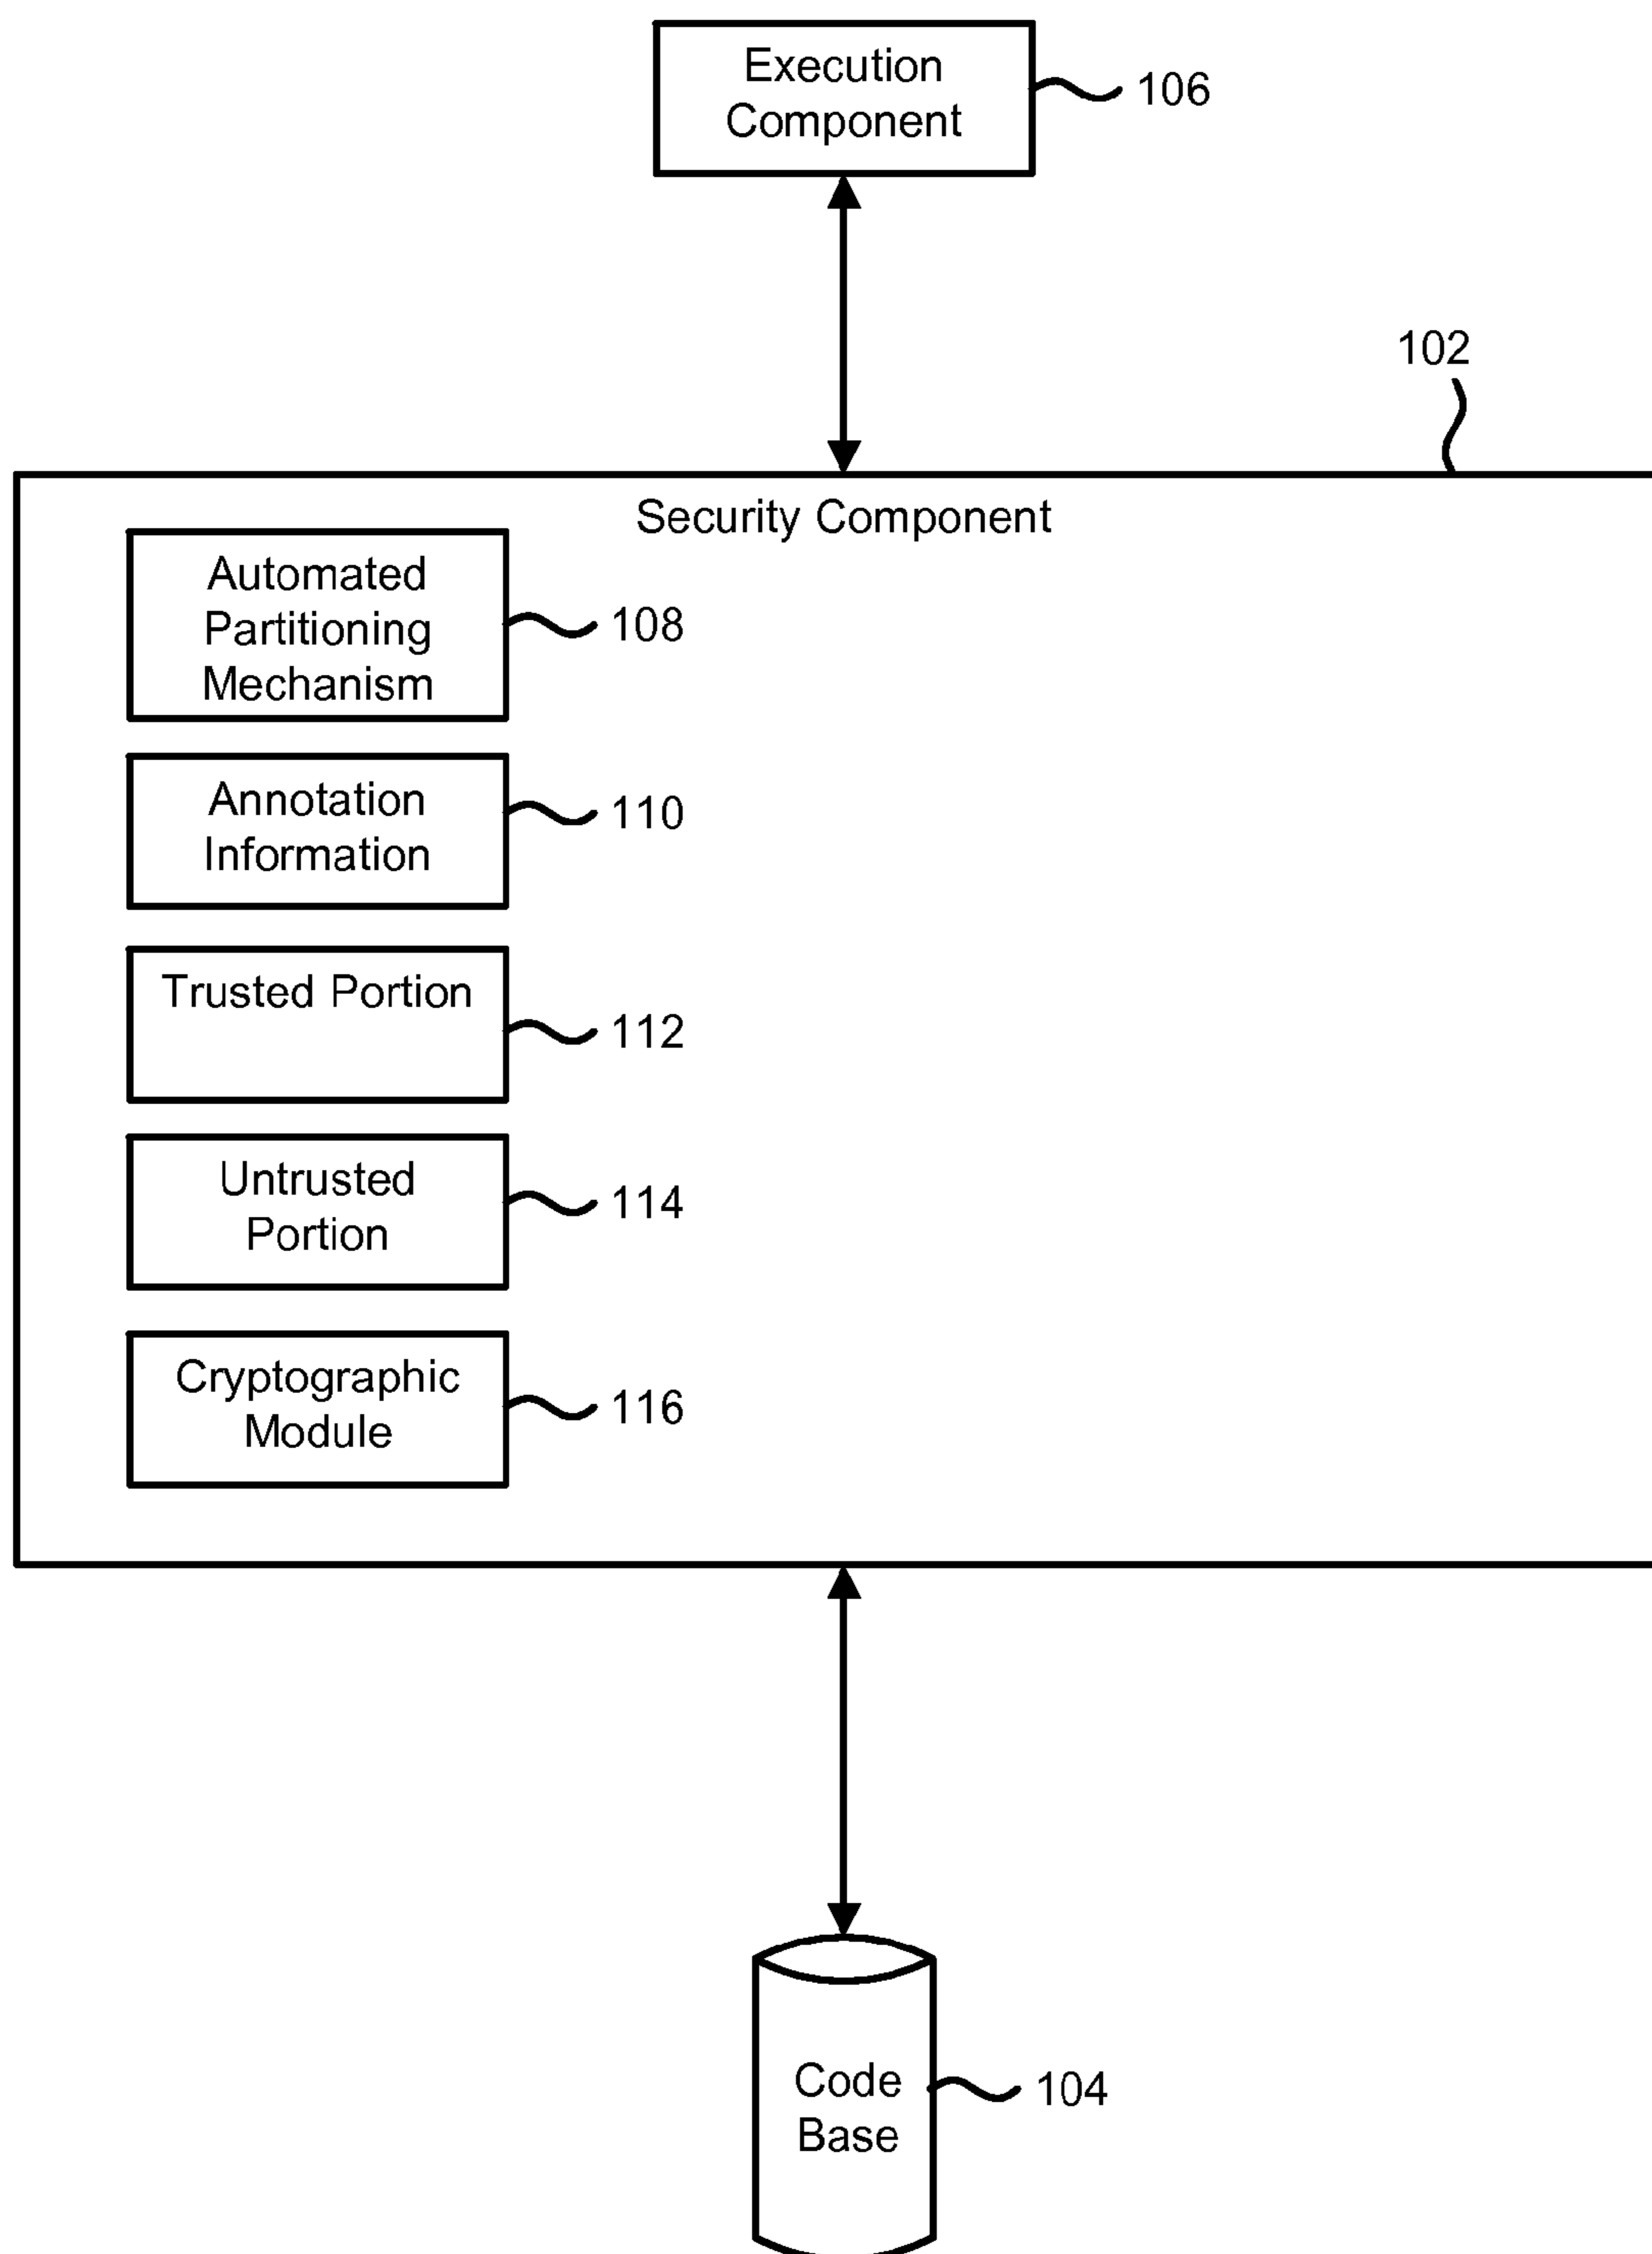 Execution
Component
106
102
Security Component
Automated
Partitioning
Mechanism
108
Annotation
Information
110
Trusted Portion
112
Untrusted
Portion
114
Cryptographic
Module
116
Code
Base
104